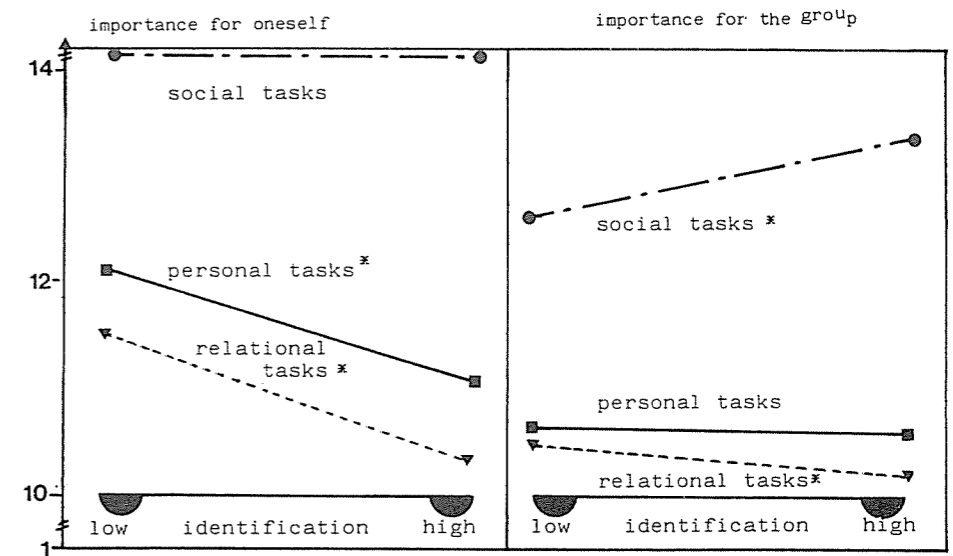 importance for oneself
importance for the group
14
social tasks
social tasks *
12
personal tasks*
relational
tasks *
personal tasks
relational tasks*
10
low identification high
low identification high
1